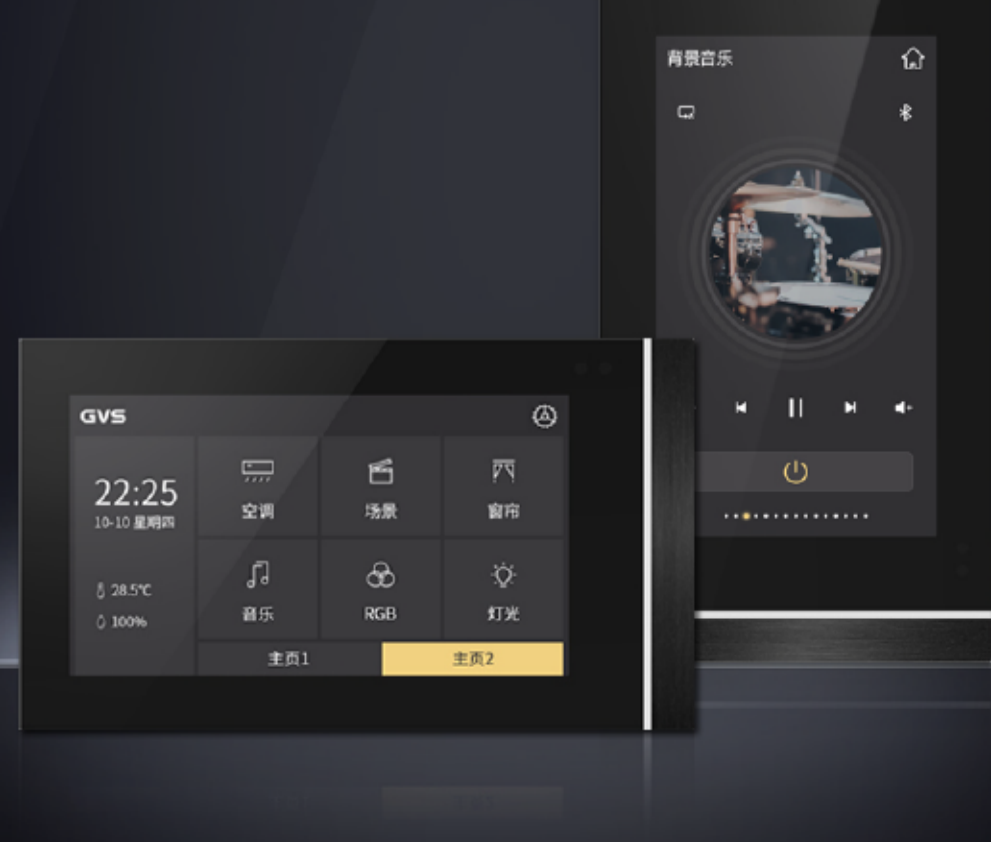 背景音乐
GVS
22:25
10-10 星期四
28.5℃
100%
空调
场景
窗帘
音乐
RGB
灯光
主页1
主页2